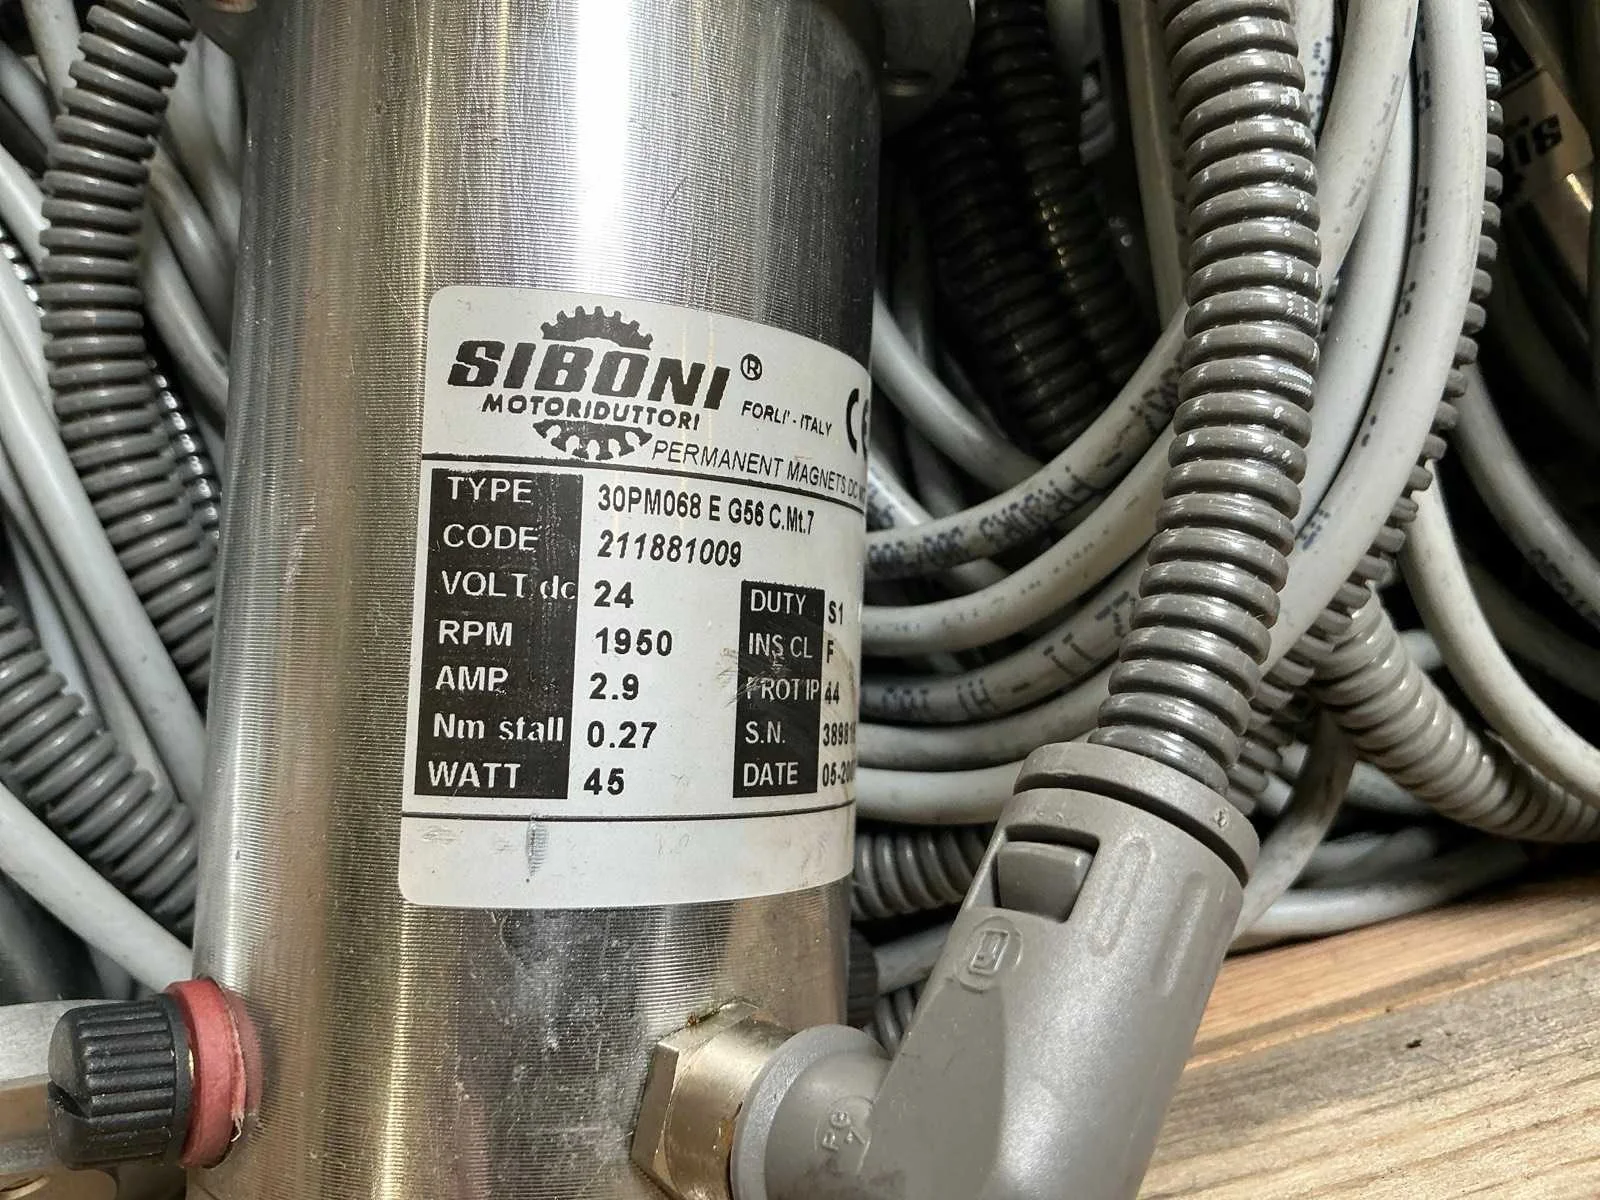 SIBONI ®
MOTORIDUTTORI
FORLI' - ITALY
CE
PERMANENT MAGNETS DC
TYPE 30PM068 E G56 C.Mt.7
CODE 211881009
VOLT dc 24 DUTY S1
RPM 1950 INS CL F
AMP 2.9 PROT IP 44
Nm stall 0.27 S.N.
WATT 45 DATE